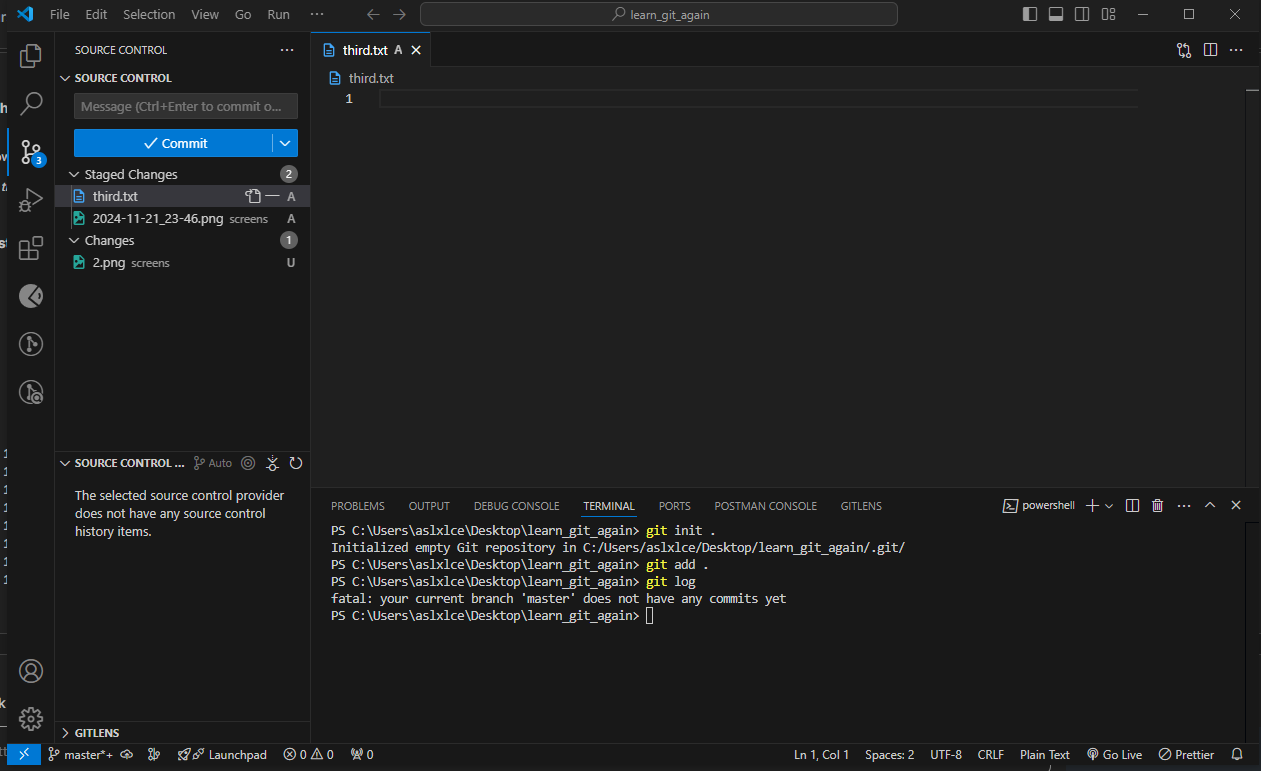 File Edit Selection View Go Run ··· learn_git_again
SOURCE CONTROL ···
SOURCE CONTROL
Message (Ctrl+Enter to commit o...
Commit
Staged Changes 2
third.txt A
2024-11-21_23-46.png screens A
Changes 1
2.png screens U
3
SOURCE CONTROL ... Auto
The selected source control provider
does not have any source control
history items.
GITLENS
third.txt A
third.txt
1
PROBLEMS OUTPUT DEBUG CONSOLE TERMINAL PORTS POSTMAN CONSOLE GITLENS powershell
PS C:\Users\aslxlce\Desktop\learn_git_again> git init .
Initialized empty Git repository in C:/Users/aslxlce/Desktop/learn_git_again/.git/
PS C:\Users\aslxlce\Desktop\learn_git_again> git add .
PS C:\Users\aslxlce\Desktop\learn_git_again> git log
fatal: your current branch 'master' does not have any commits yet
PS C:\Users\aslxlce\Desktop\learn_git_again>
master*+ Launchpad 0 0 0 Ln 1, Col 1 Spaces: 2 UTF-8 CRLF Plain Text Go Live Prettier